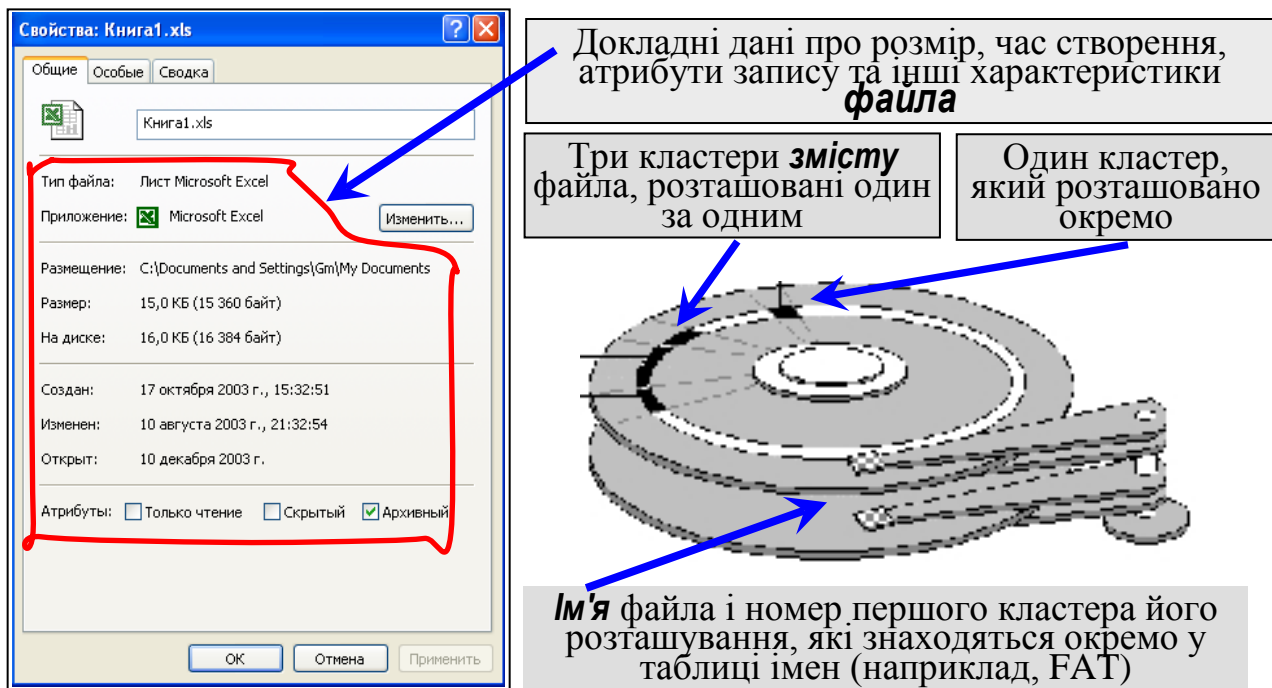 Свойства: Книга1.xls
Общие Особые Сводка
Книга1.xls
Тип файла: Лист Microsoft Excel
Приложение: Microsoft Excel Изменить...
Размещение: C:\Documents and Settings\Gm\My Documents
Размер: 15,0 КБ (15 360 байт)
На диске: 16,0 КБ (16 384 байт)
Создан: 17 октября 2003 г., 15:32:51
Изменен: 10 августа 2003 г., 21:32:54
Открыт: 10 декабря 2003 г.
Атрибуты: Только чтение Скрытый Архивный
ОК Отмена Применить
Докладні дані про розмір, час створення,
атрибути запису та інші характеристики
файла
Три кластери змісту
файла, розташовані один
за одним
Один кластер,
який розташовано
окремо
Ім'я файла і номер першого кластера його
розташування, які знаходяться окремо у
таблиці імен (наприклад, FAT)